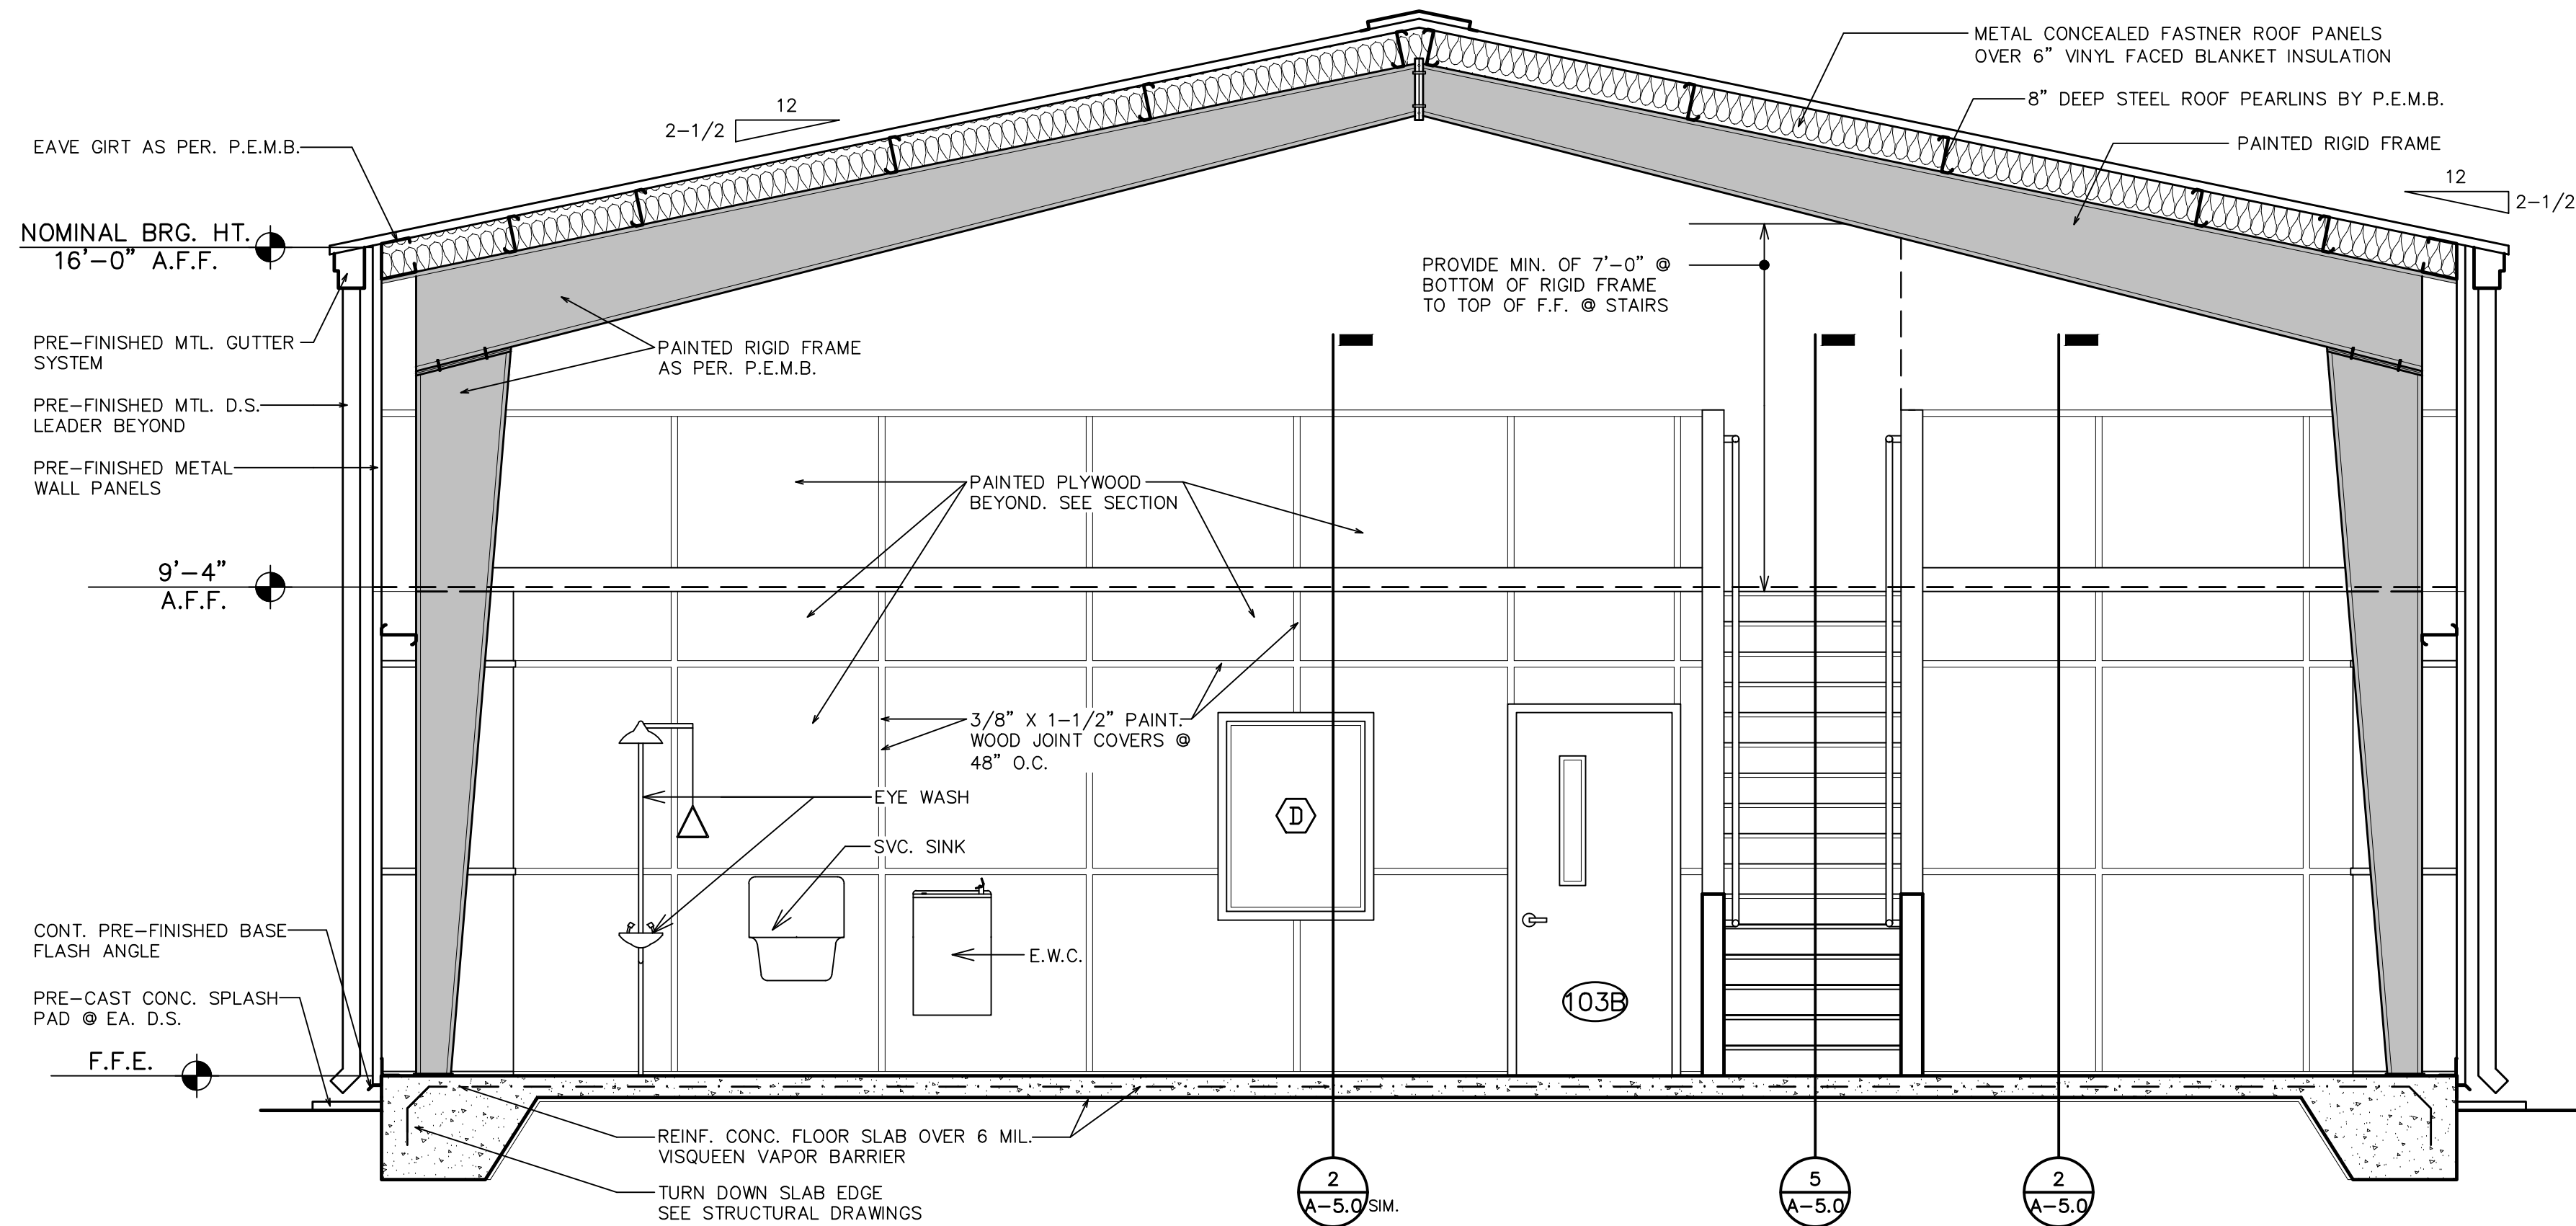 METAL CONCEALED FASTNER ROOF PANELS
OVER 6" VINYL FACED BLANKET INSULATION
8" DEEP STEEL ROOF PEARLINS BY P.E.M.B.
PAINTED RIGID FRAME
12
2-1/2
12
2-1/2
EAVE GIRT AS PER. P.E.M.B.
NOMINAL BRG. HT.
16'-0" A.F.F.
PROVIDE MIN. OF 7'-0" @
BOTTOM OF RIGID FRAME
TO TOP OF F.F. @ STAIRS
PRE-FINISHED MTL. GUTTER
SYSTEM
PAINTED RIGID FRAME
AS PER. P.E.M.B.
PRE-FINISHED MTL. D.S.
LEADER BEYOND
PRE-FINISHED METAL
WALL PANELS
PAINTED PLYWOOD
BEYOND. SEE SECTION
9'-4"
A.F.F.
3/8" X 1-1/2" PAINT.
WOOD JOINT COVERS @
48" O.C.
EYE WASH
D
SVC. SINK
E.W.C.
103B
CONT. PRE-FINISHED BASE
FLASH ANGLE
PRE-CAST CONC. SPLASH
PAD @ EA. D.S.
F.F.E.
REINF. CONC. FLOOR SLAB OVER 6 MIL.
VISQUEEN VAPOR BARRIER
TURN DOWN SLAB EDGE
SEE STRUCTURAL DRAWINGS
2
A-5.0 SIM.
5
A-5.0
2
A-5.0